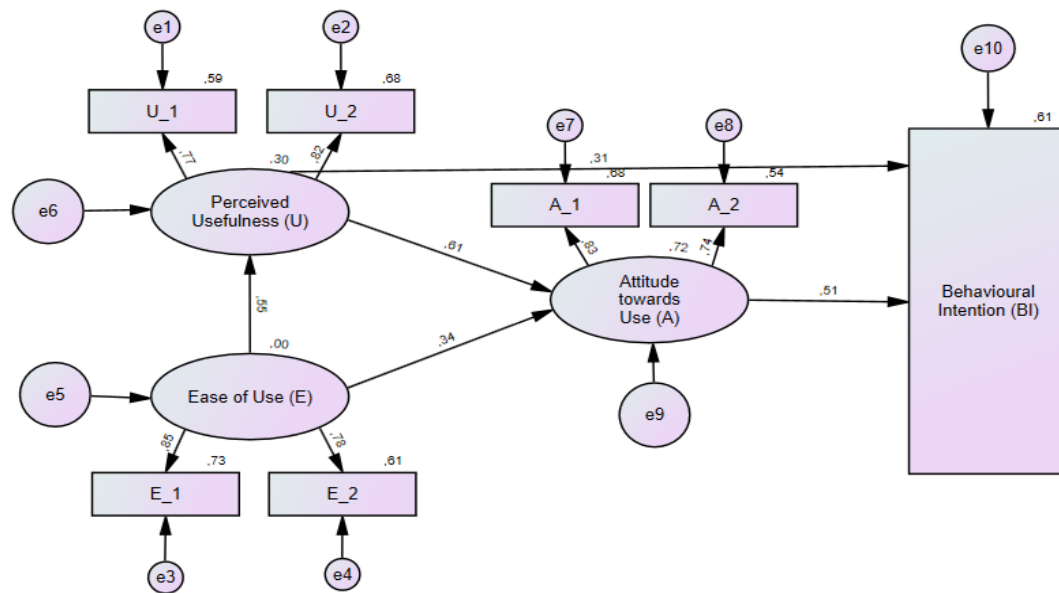 e1
e2
e10
,59
,68
U_1
U_2
,61
e7
e8
,77
,82
,30
,31
,68
,54
A_1
A_2
e6
Perceived
Usefulness (U)
,61
,83
,72
,74
Attitude
towards
Use (A)
,51
Behavioural
Intention (BI)
,55
,00
,34
e5
Ease of Use (E)
e9
,85
,78
,73
,61
E_1
E_2
e3
e4